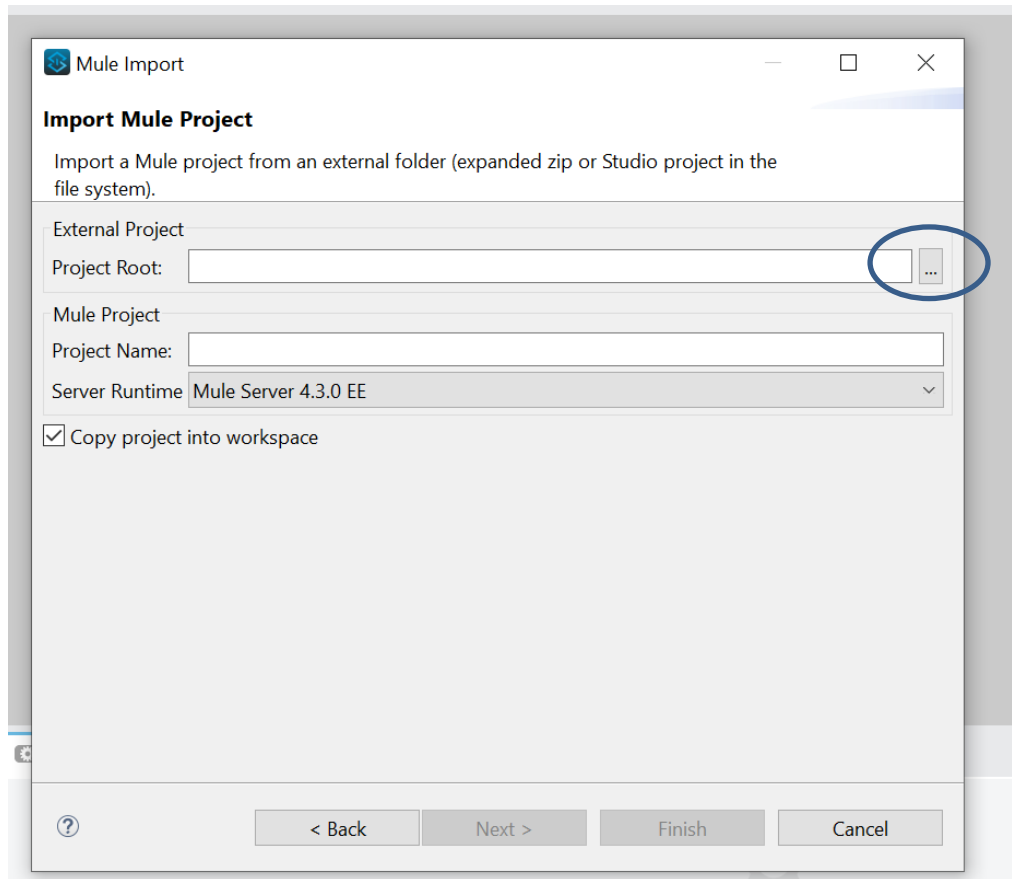 Mule Import
Import Mule Project
Import a Mule project from an external folder (expanded zip or Studio project in the
file system).
External Project
Project Root:
...
Mule Project
Project Name:
Server Runtime Mule Server 4.3.0 EE
Copy project into workspace
?
< Back Next > Finish Cancel